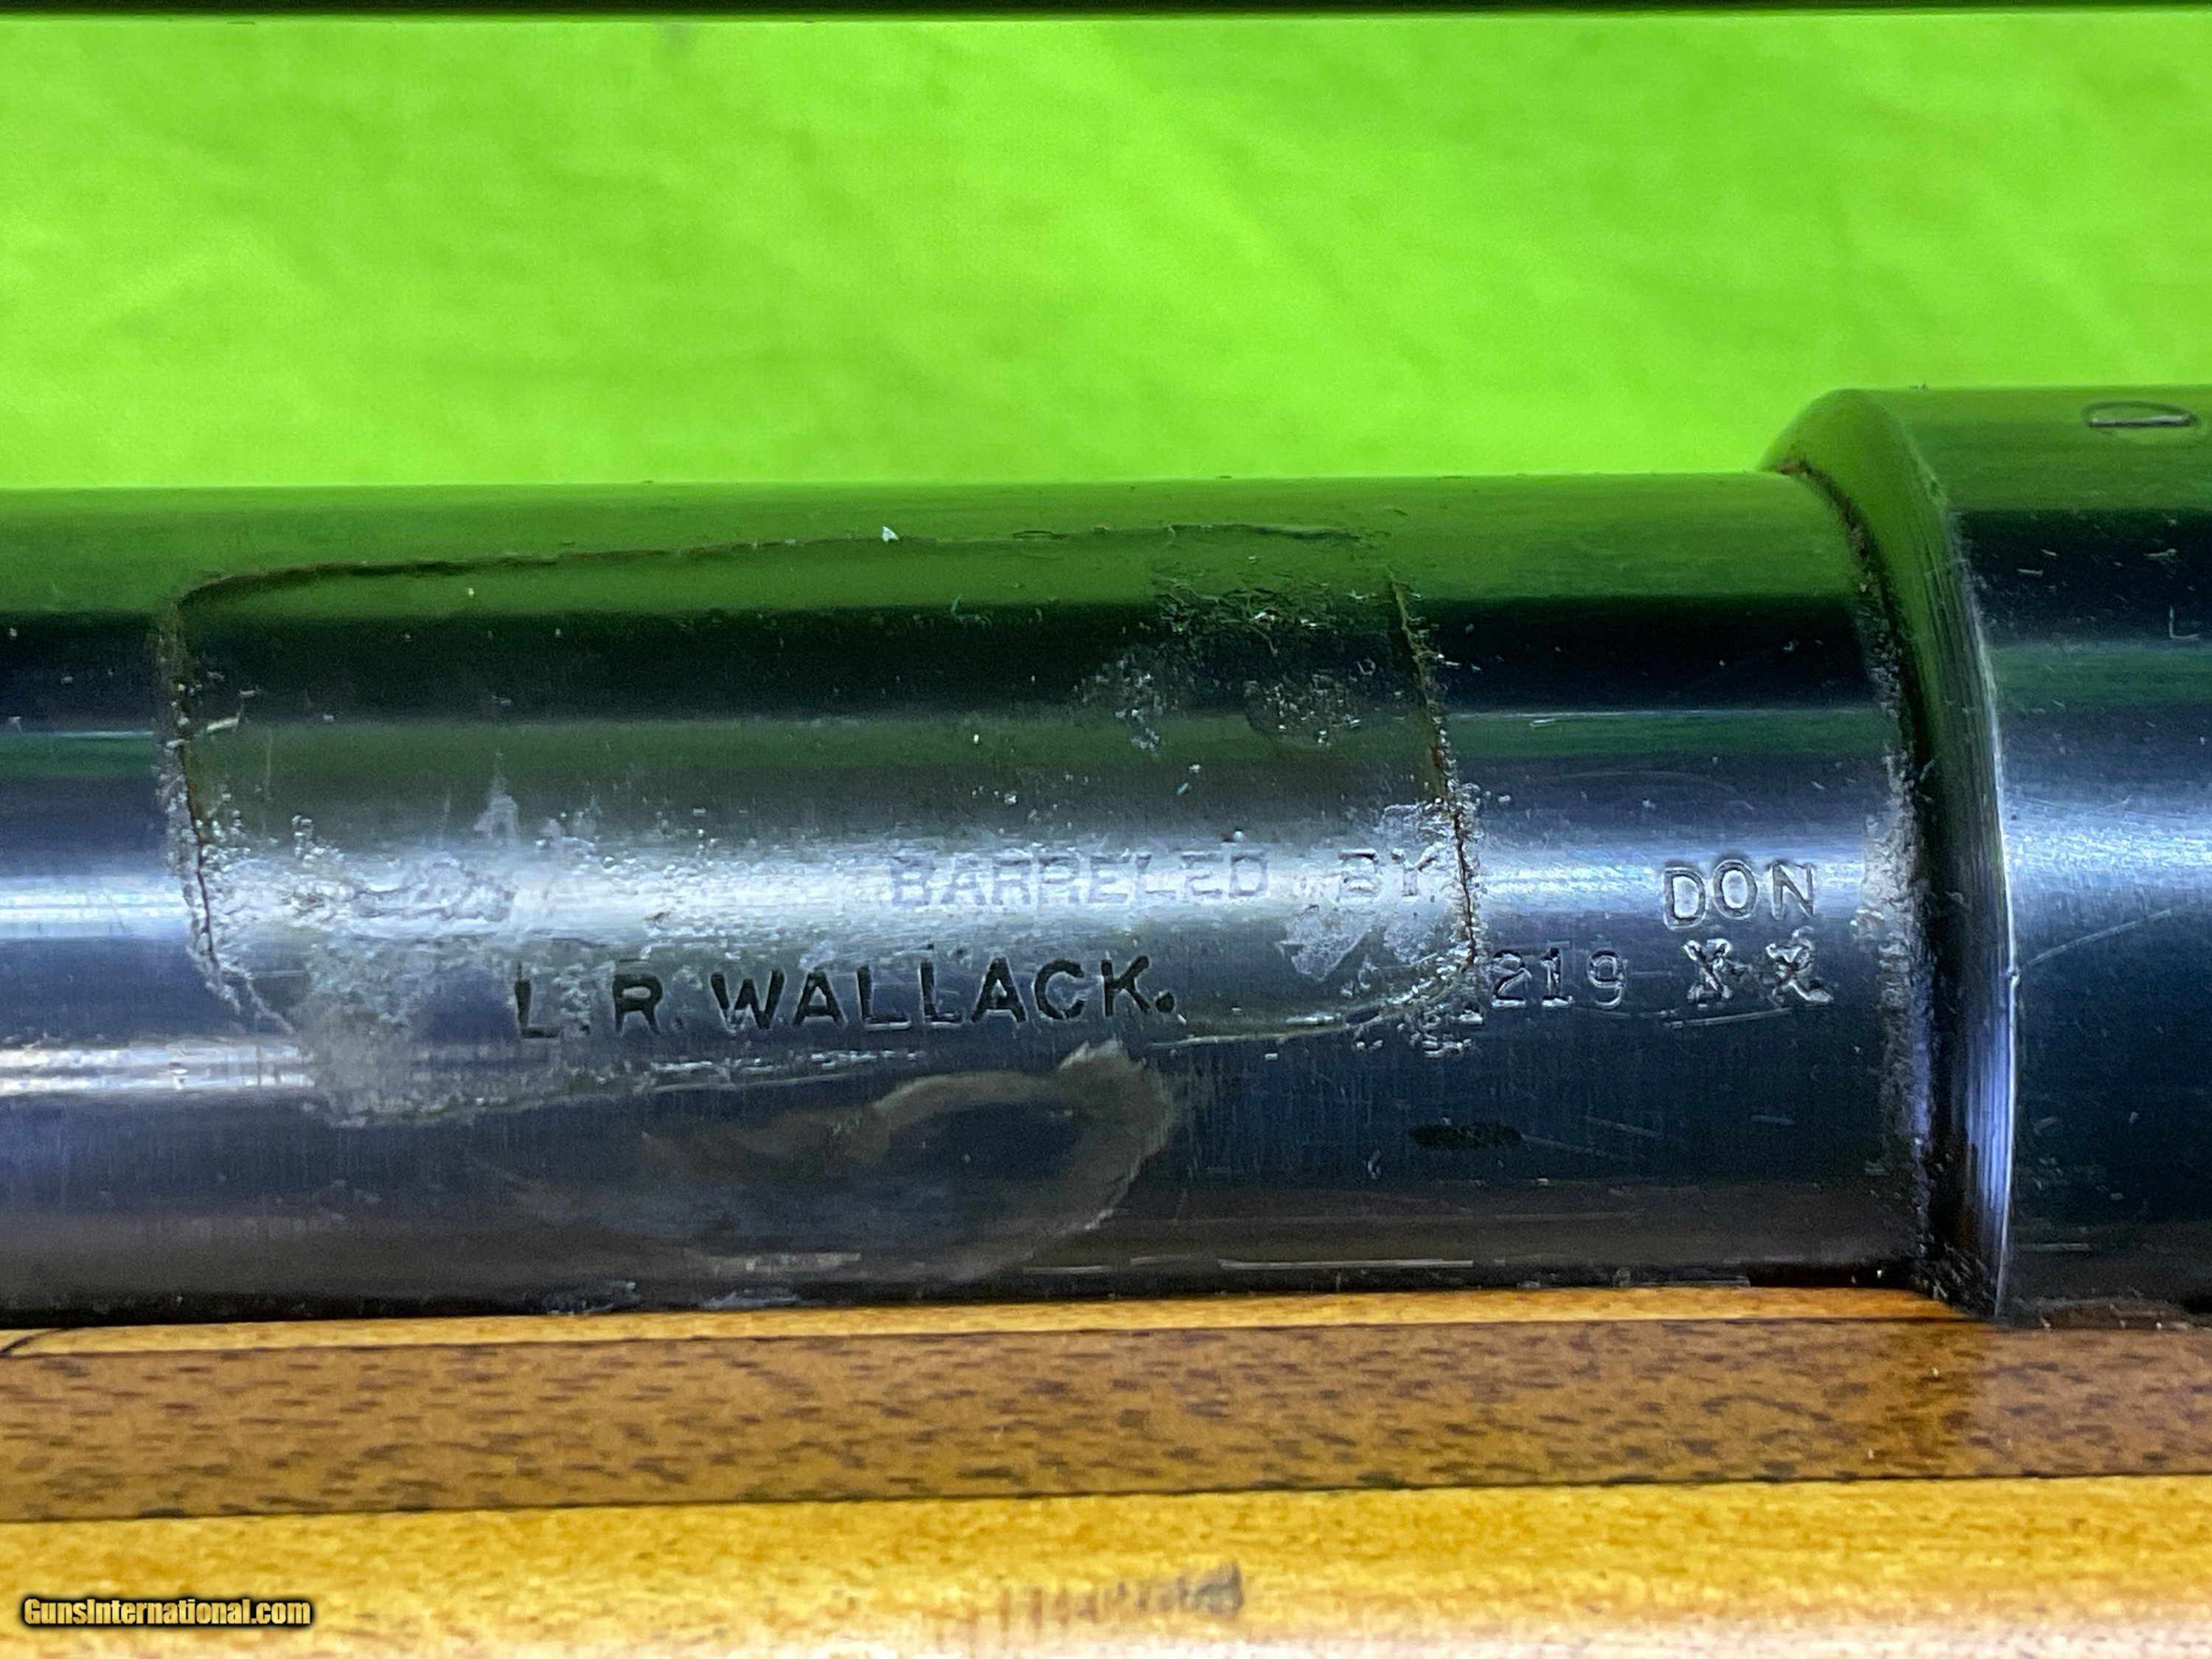 BARRELED BY.
L.R. WALLACK.
DON
219
GunsInternational.com